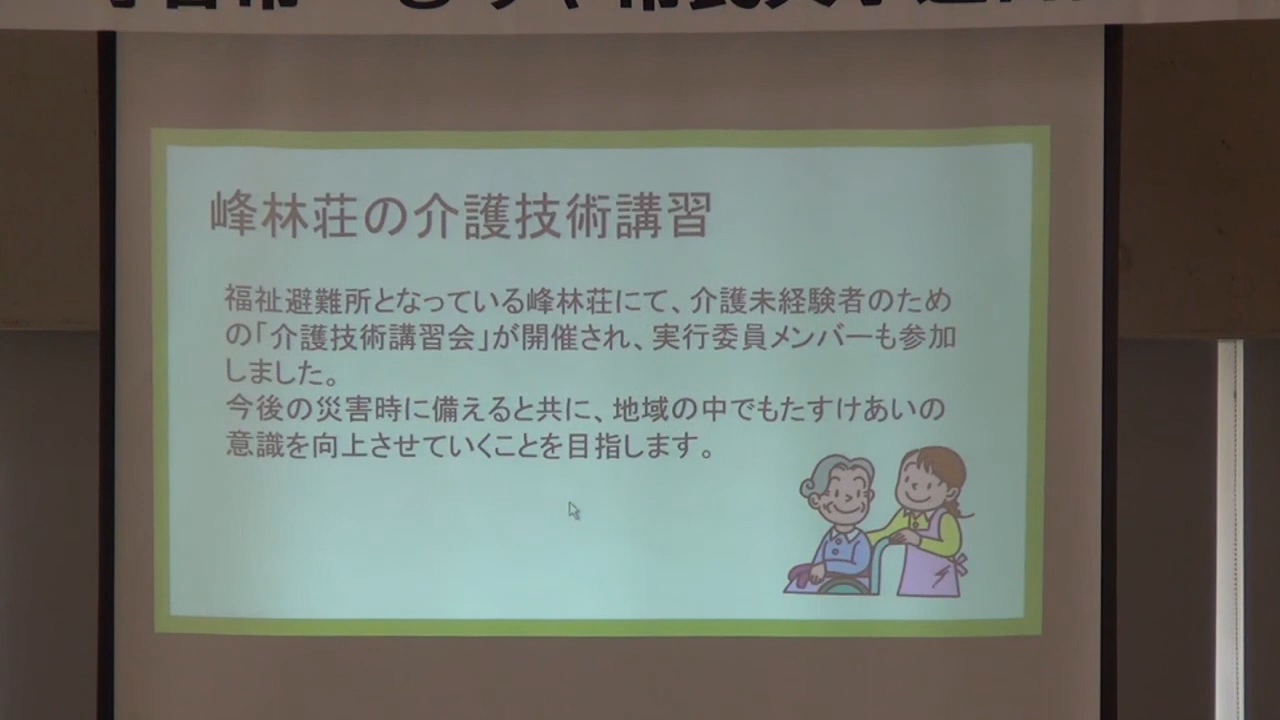 峰林荘の介護技術講習
福祉避難所となっている峰林荘にて、介護未経験者のため
の「介護技術講習会」が開催され、実行委員メンバーも参加
しました。
今後の災害時に備えると共に、地域の中でもたすけあいの
意識を向上させていくことを目指します。